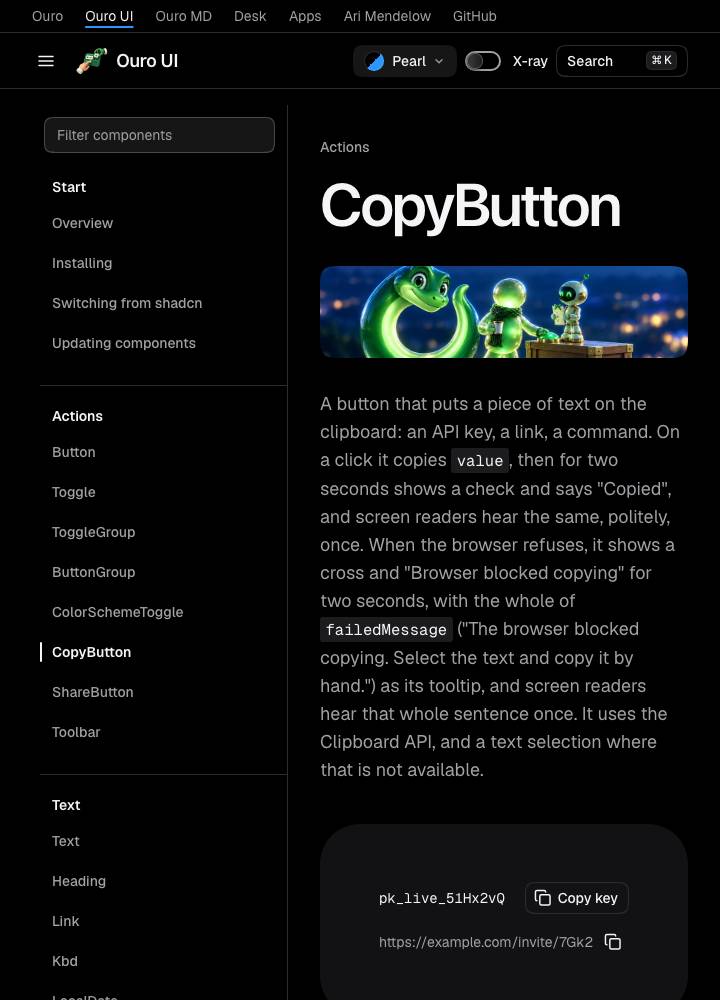 Ouro
Ouro UI
Ouro MD
Desk
Apps
Ari Mendelow
GitHub
Ouro UI
Pearl
X-ray
Search
⌘ K
Filter components
Start
Overview
Installing
Switching from shadcn
Updating components
Actions
Button
Toggle
ToggleGroup
ButtonGroup
ColorSchemeToggle
CopyButton
ShareButton
Toolbar
Text
Text
Heading
Link
Kbd
LocalDate
Actions
CopyButton
A button that puts a piece of text on the
clipboard: an API key, a link, a command. On
a click it copies value, then for two
seconds shows a check and says "Copied",
and screen readers hear the same, politely,
once. When the browser refuses, it shows a
cross and "Browser blocked copying" for
two seconds, with the whole of
failedMessage ("The browser blocked
copying. Select the text and copy it by
hand.") as its tooltip, and screen readers
hear that whole sentence once. It uses the
Clipboard API, and a text selection where
that is not available.
pk_live_51Hx2vQ
Copy key
https://example.com/invite/7Gk2